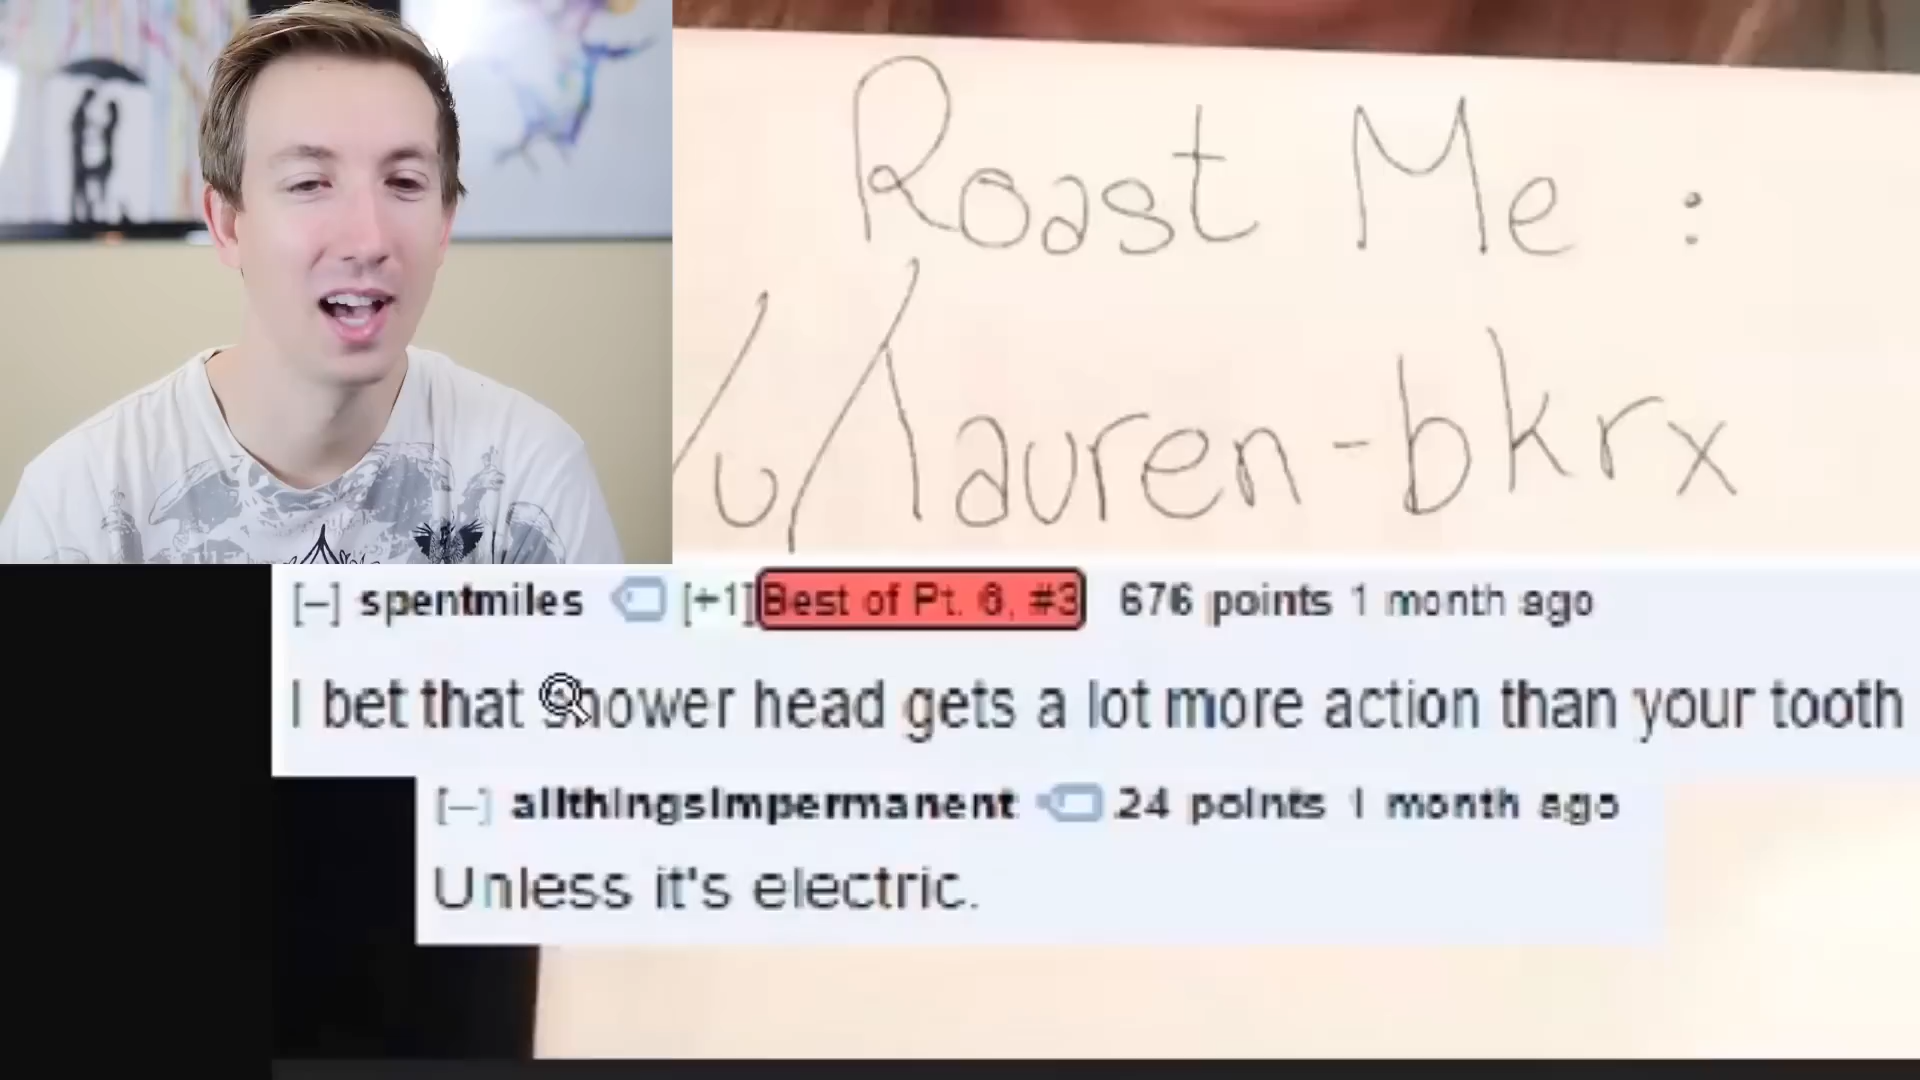 Roast Me :
/u/lauren-bkrx
[–] spentmiles [+1] Best of Pt. 6, #3 676 points 1 month ago
I bet that shower head gets a lot more action than your tooth
[–] allthingsimpermanent 24 points 1 month ago
Unless it's electric.